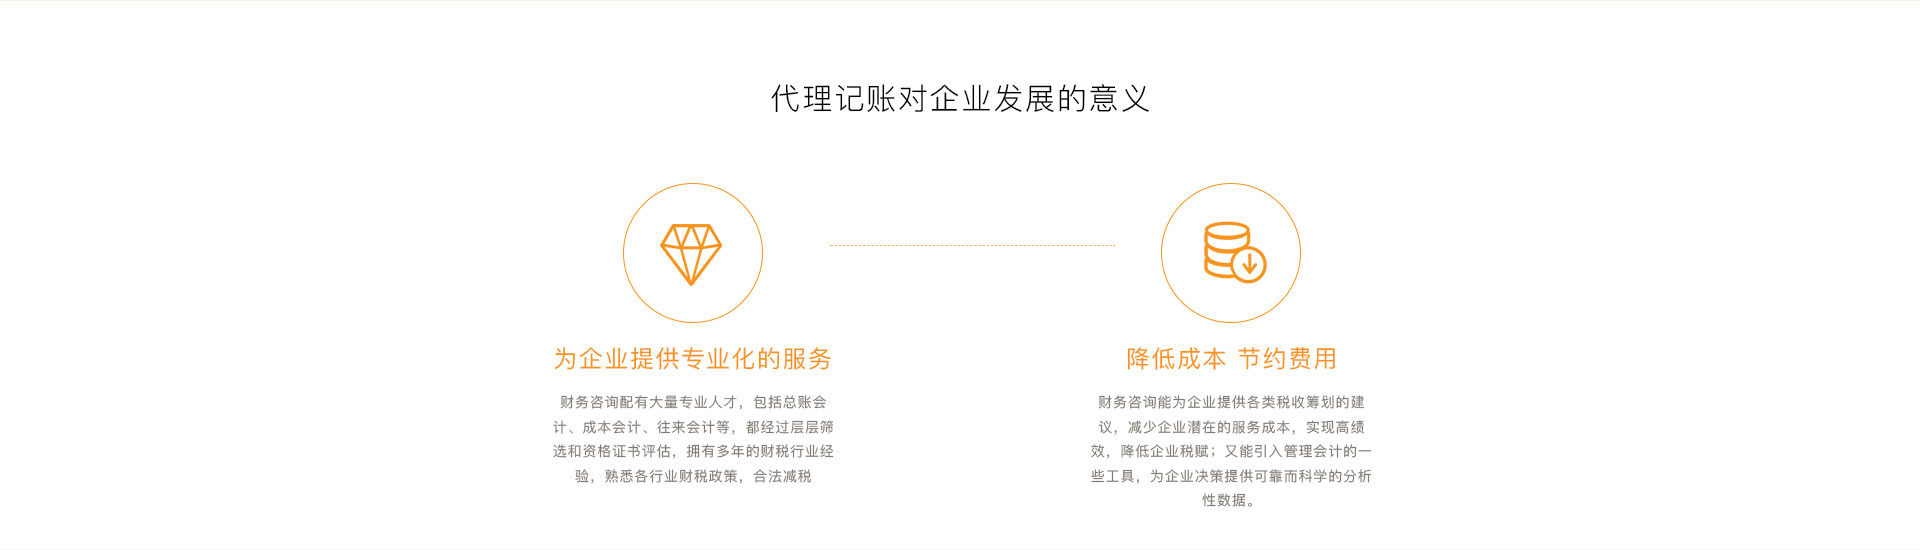 代理记账对企业发展的意义
为企业提供专业化的服务
财务咨询配有大量专业人才，包括总账会
计、成本会计、往来会计等，都经过层层筛
选和资格证书评估，拥有多年的财税行业经
验，熟悉各行业财税政策，合法减税
降低成本 节约费用
财务咨询能为企业提供各类税收筹划的建
议，减少企业潜在的服务成本，实现高绩
效，降低企业税赋；又能引入管理会计的一
些工具，为企业决策提供可靠而科学的分析
性数据。